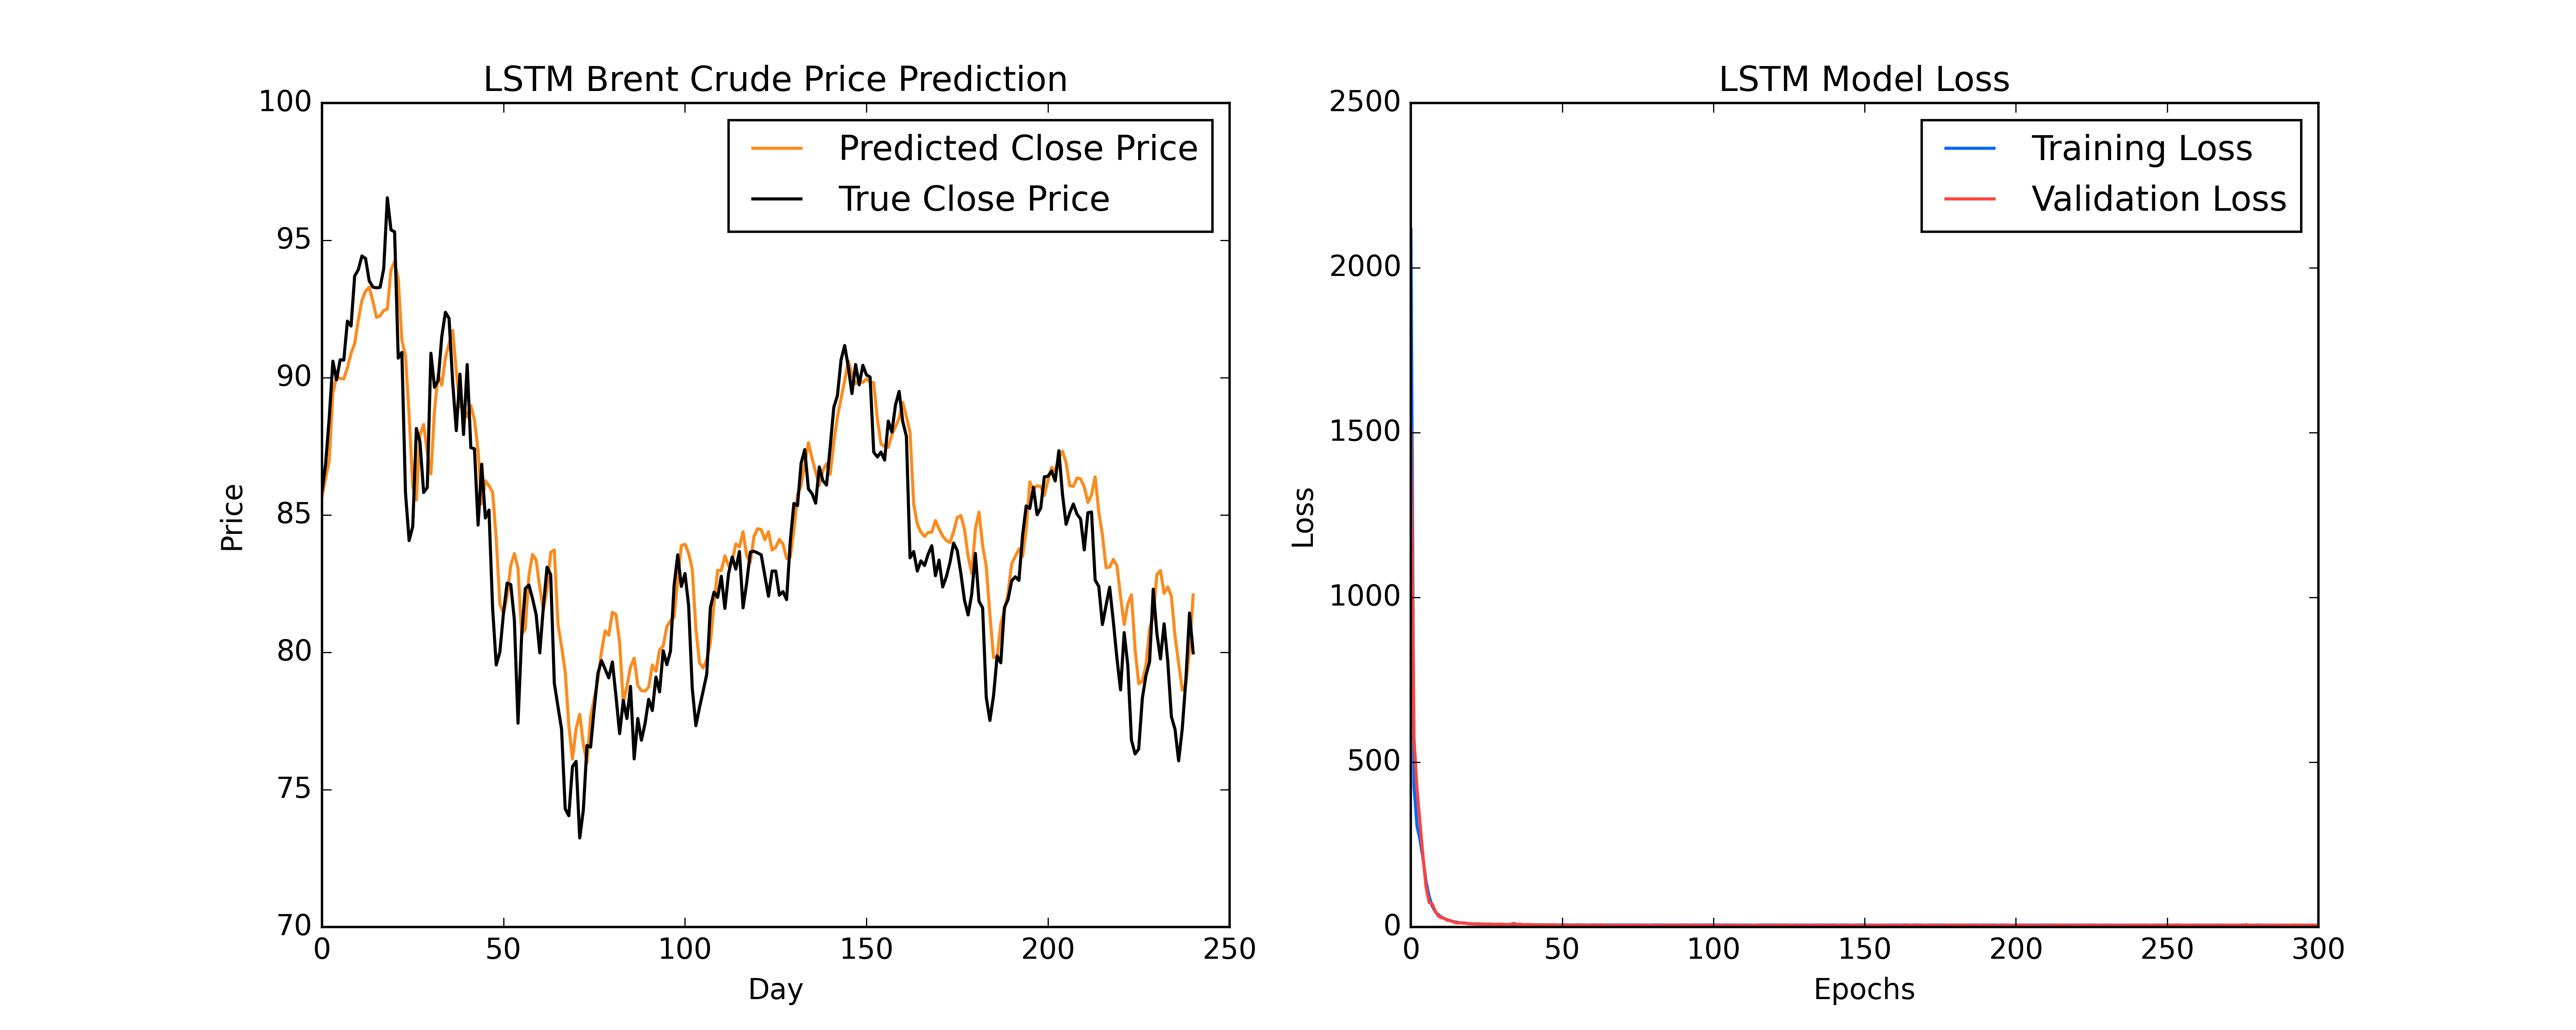 LSTM Brent Crude Price Prediction
100
95
90
85
80
75
70
Price
0 50 100 150 200 250
Day
Predicted Close Price
True Close Price
LSTM Model Loss
2500
2000
1500
1000
500
0
Loss
0 50 100 150 200 250 300
Epochs
Training Loss
Validation Loss